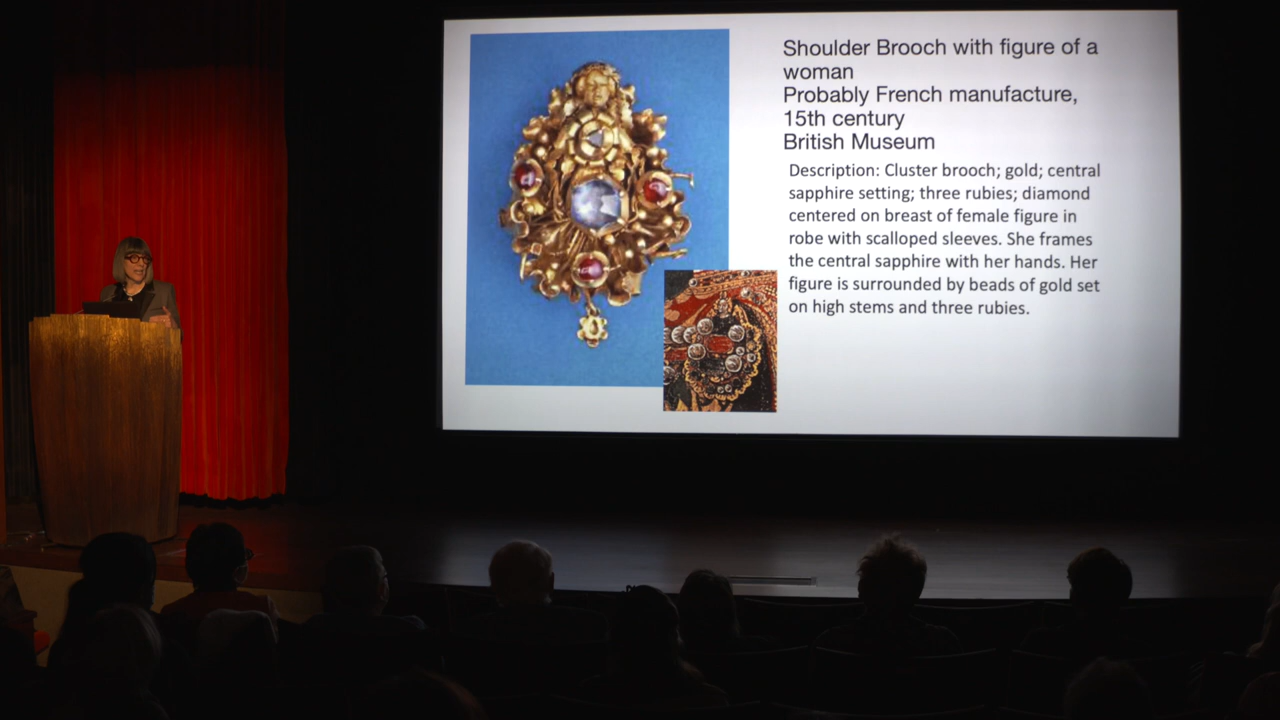 Shoulder Brooch with figure of a
woman
Probably French manufacture,
15th century
British Museum
Description: Cluster brooch; gold; central
sapphire setting; three rubies; diamond
centered on breast of female figure in
robe with scalloped sleeves. She frames
the central sapphire with her hands. Her
figure is surrounded by beads of gold set
on high stems and three rubies.